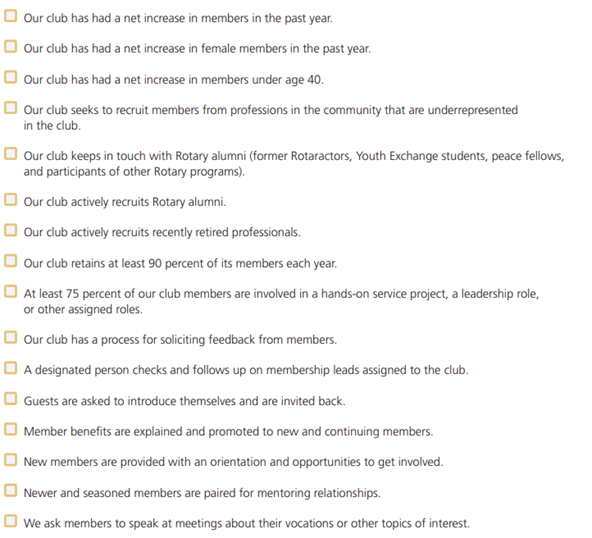 Our club has had a net increase in members in the past year.
Our club has had a net increase in female members in the past year.
Our club has had a net increase in members under age 40.
Our club seeks to recruit members from professions in the community that are underrepresented
in the club.
Our club keeps in touch with Rotary alumni (former Rotaractors, Youth Exchange students, peace fellows,
and participants of other Rotary programs).
Our club actively recruits Rotary alumni.
Our club actively recruits recently retired professionals.
Our club retains at least 90 percent of its members each year.
At least 75 percent of our club members are involved in a hands-on service project, a leadership role,
or other assigned roles.
Our club has a process for soliciting feedback from members.
A designated person checks and follows up on membership leads assigned to the club.
Guests are asked to introduce themselves and are invited back.
Member benefits are explained and promoted to new and continuing members.
New members are provided with an orientation and opportunities to get involved.
Newer and seasoned members are paired for mentoring relationships.
We ask members to speak at meetings about their vocations or other topics of interest.